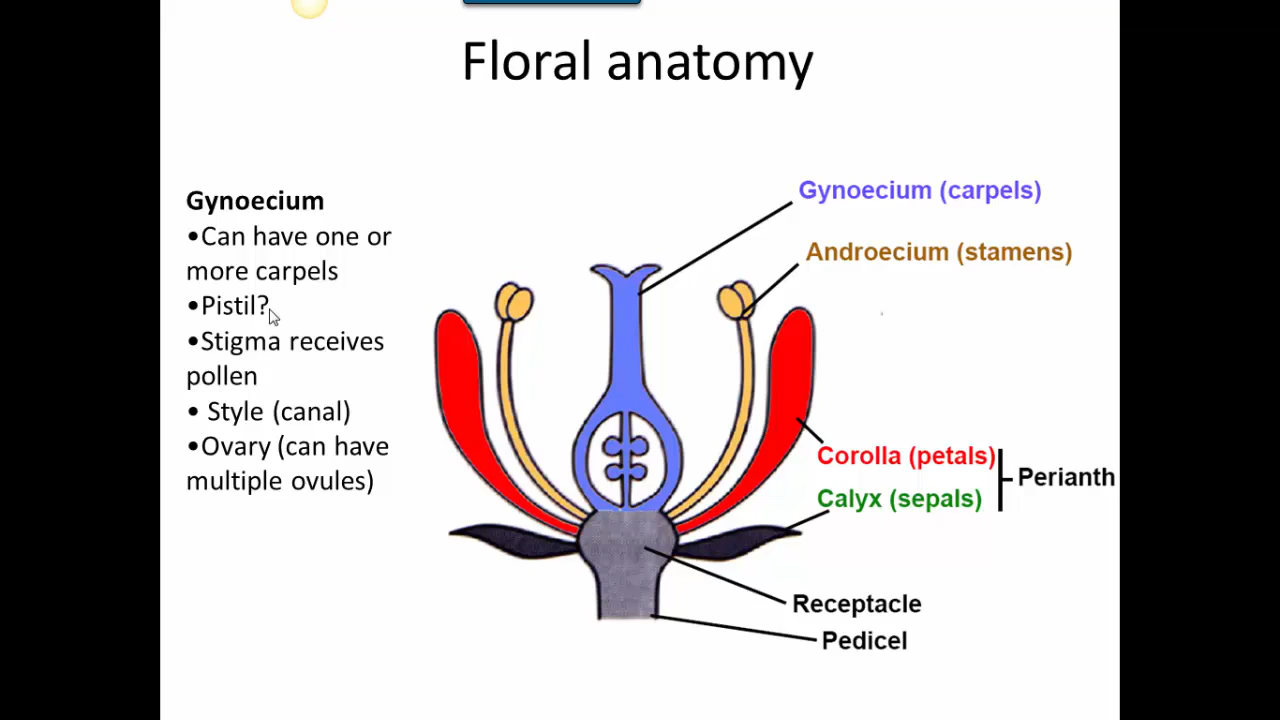 Floral anatomy
Gynoecium
•Can have one or
more carpels
•Pistil?
•Stigma receives
pollen
• Style (canal)
•Ovary (can have
multiple ovules)
Gynoecium (carpels)
Androecium (stamens)
Corolla (petals)
Calyx (sepals)
Perianth
Receptacle
Pedicel